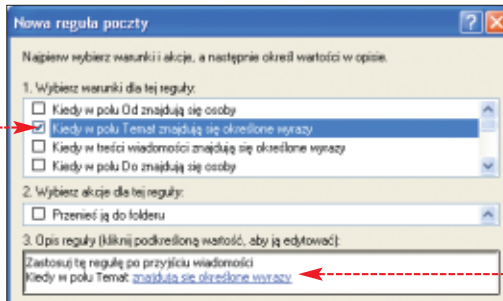 Nowa reguła poczty
Najpierw wybierz warunki i akcje, a następnie określ wartości w opisie.
1. Wybierz warunki dla tej reguły:
Kiedy w polu Od znajdują się osoby
Kiedy w polu Temat znajdują się określone wyrazy
Kiedy w treści wiadomości znajdują się określone wyrazy
Kiedy w polu Do znajdują się osoby
2. Wybierz akcje dla tej reguły:
Przenieś ją do folderu
3. Opis reguły (kliknij podkreśloną wartość, aby ją edytować):
Zastosuj tę regułę po przyjściu wiadomości
Kiedy w polu Temat znajdują się określone wyrazy